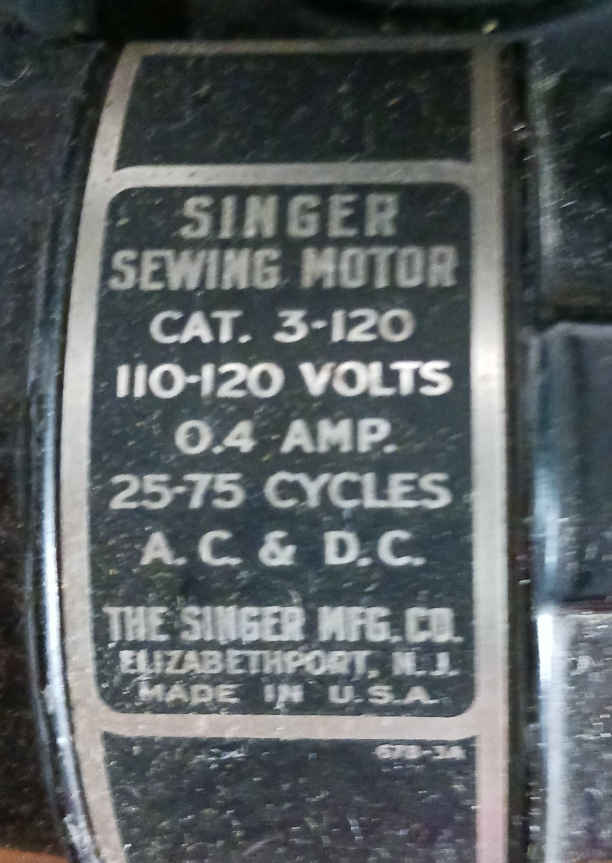 SINGER
SEWING MOTOR
CAT. 3-120
110-120 VOLTS
0.4 AMP.
25-75 CYCLES
A.C. & D.C.
THE SINGER MFG. CO.
ELIZABETHPORT, N. J.
MADE IN U.S.A.